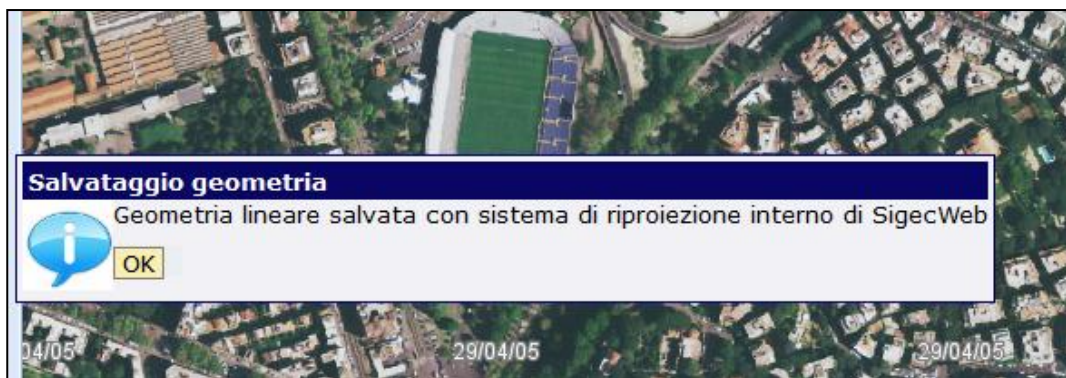 Salvataggio geometria
Geometria lineare salvata con sistema di riproiezione interno di SigecWeb
OK
04/05
29/04/05
29/04/05